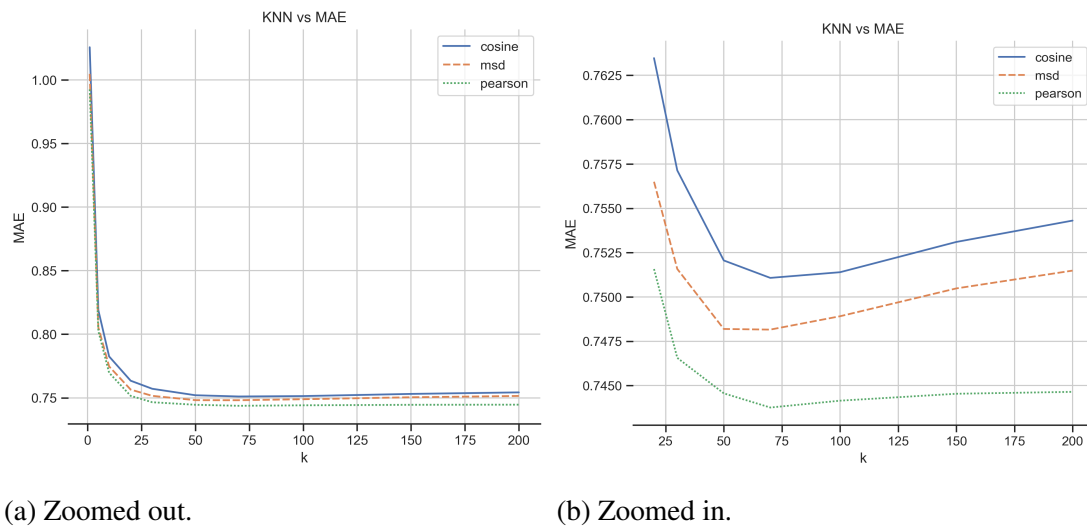 KNN vs MAE
cosine
msd
pearson
1.00
0.95
0.90
0.85
0.80
0.75
MAE
0 25 50 75 100 125 150 175 200
k
(a) Zoomed out.
KNN vs MAE
cosine
msd
pearson
0.7625
0.7600
0.7575
0.7550
0.7525
0.7500
0.7475
0.7450
MAE
25 50 75 100 125 150 175 200
k
(b) Zoomed in.